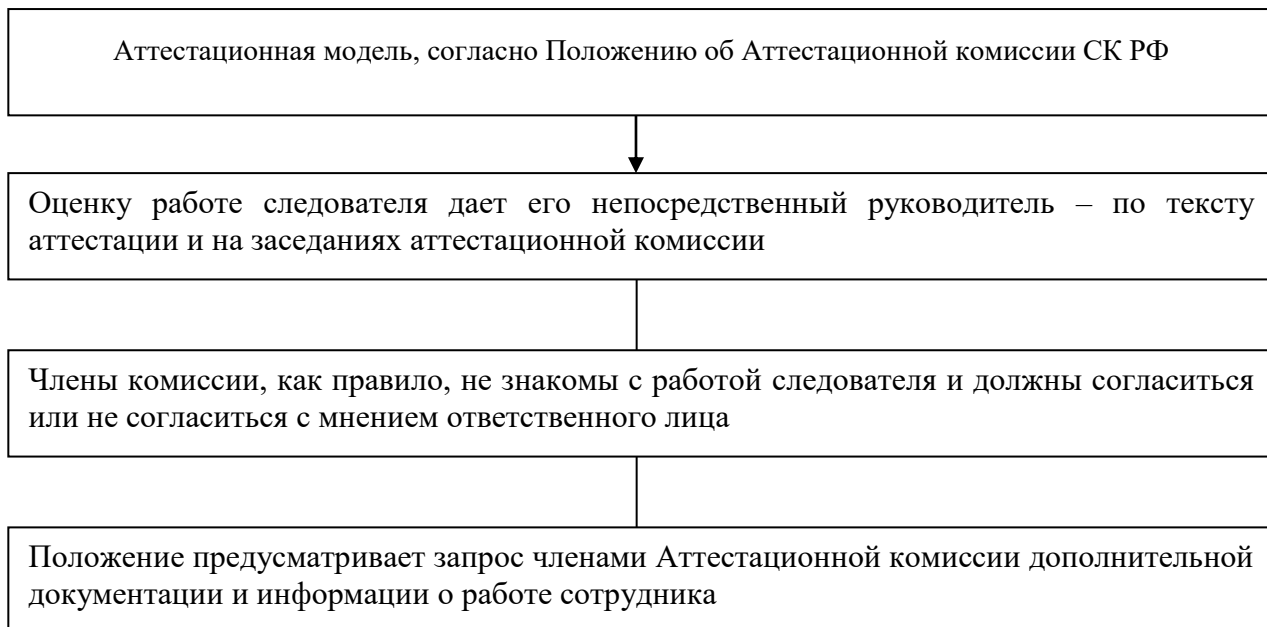 Аттестационная модель, согласно Положению об Аттестационной комиссии СК РФ
Оценку работе следователя дает его непосредственный руководитель – по тексту
аттестации и на заседаниях аттестационной комиссии
Члены комиссии, как правило, не знакомы с работой следователя и должны согласиться
или не согласиться с мнением ответственного лица
Положение предусматривает запрос членами Аттестационной комиссии дополнительной
документации и информации о работе сотрудника